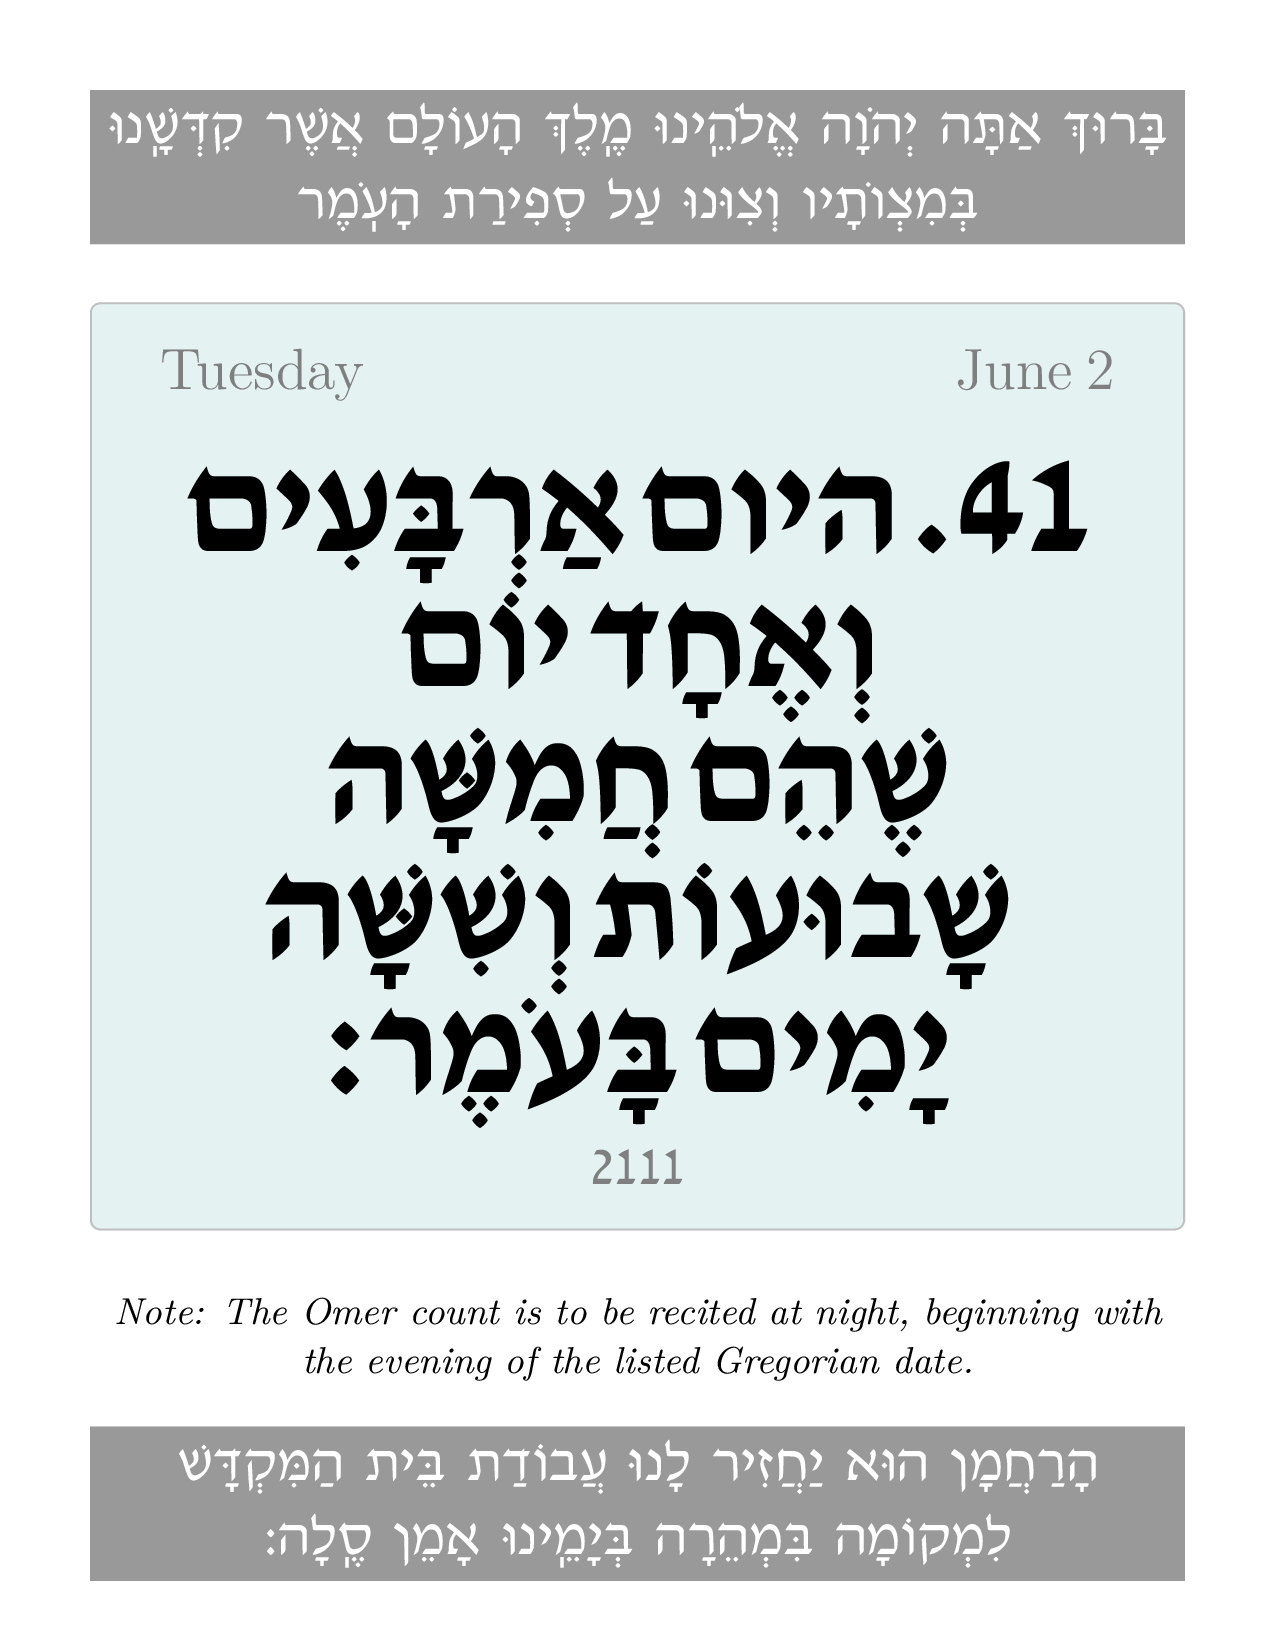 בָּרוּךְ אַתָּה יְהֹוָה אֱלֹהֵֽינוּ מֶֽלֶךְ הָעוֹלָם אֲשֶׁר קִדְּשָֽׁנוּ
בְּמִצְוֹתָיו וְצִוּנוּ עַל סְפִירַת הָעֽׂמֶר
Tuesday June 2
41. היום אַרְבָּעִים
וְאֶחָד יוֹם
שֶׁהֵם חֲמִשָּׁה
שָׁבוּעוֹת וְשִׁשָּׁה
יָמִים בָּעֹמֶר:
2111
Note: The Omer count is to be recited at night, beginning with
the evening of the listed Gregorian date.
הָרַחֲמָן הוּא יַחֲזִיר לָנוּ עֲבוֹדַת בֵּית הַמִּקְדָּשׁ
לִמְקוֹמָה בִּמְהֵרָה בְּיָמֵֽינוּ אָמֵן סֶֽלָה: